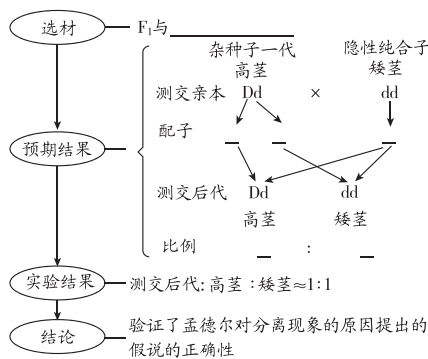 选材
F₁与
杂种子一代 隐性纯合子
高茎 矮茎
测交亲本 Dd × dd
配子
预期结果
测交后代 Dd dd
高茎 矮茎
比例 :
实验结果 测交后代: 高茎∶矮茎≈1∶1
结论 验证了孟德尔对分离现象的原因提出的
假说的正确性